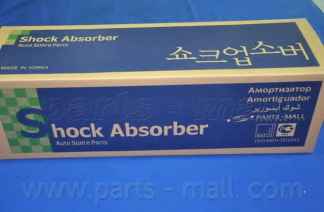 Shock Absorber
Auto Spare Parts
MADE IN KOREA
쇼크업소버
Shock Absorber
Auto Spare Parts
Амортизатор
Amortiguador
PARTS-MALL
www.parts-mall.com